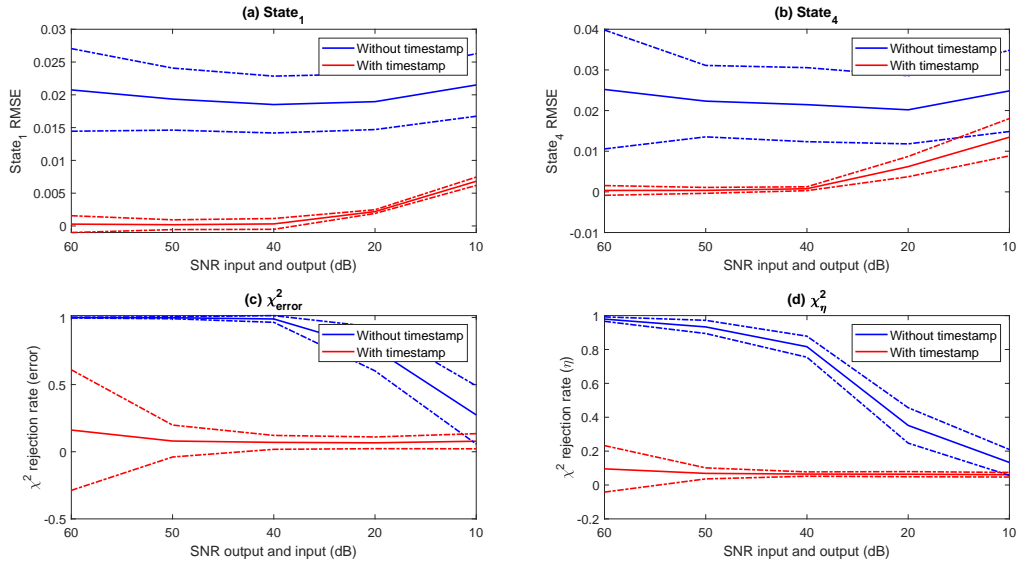 (a) State₁
0.03
0.025
0.02
0.015
0.01
0.005
0
State₁ RMSE
Without timestamp
With timestamp
60
50
40
20
10
SNR input and output (dB)
(b) State₄
0.04
0.03
0.02
0.01
0
-0.01
State₄ RMSE
Without timestamp
With timestamp
60
50
40
20
10
SNR input and output (dB)
(c) χ²error
1
0.5
0
-0.5
χ² rejection rate (error)
Without timestamp
With timestamp
60
50
40
20
10
SNR output and input (dB)
(d) χ²η
1
0.8
0.6
0.4
0.2
0
-0.2
χ² rejection rate (η)
Without timestamp
With timestamp
60
50
40
20
10
SNR input and output (dB)